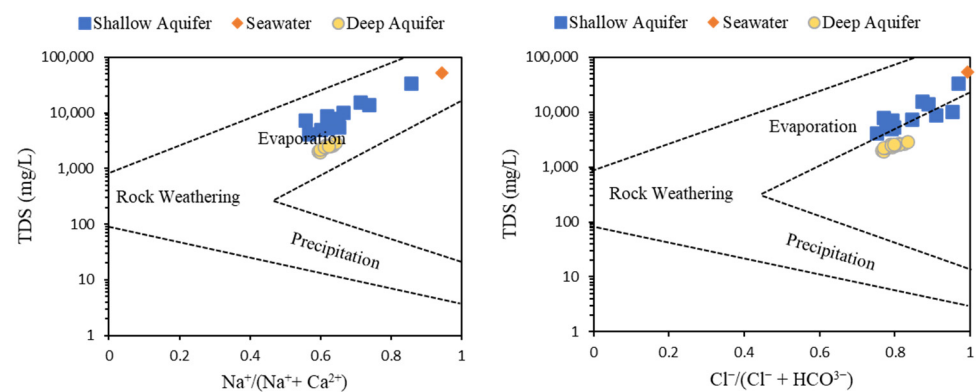 Shallow Aquifer Seawater Deep Aquifer
100,000
10,000
1,000
100
10
1
TDS (mg/L)
Evaporation
Rock Weathering
Precipitation
0 0.2 0.4 0.6 0.8 1
Na⁺/(Na⁺+ Ca²⁺)
Shallow Aquifer Seawater Deep Aquifer
100,000
10,000
1,000
100
10
1
TDS (mg/L)
Evaporation
Rock Weathering
Precipitation
0 0.2 0.4 0.6 0.8 1
Cl⁻/(Cl⁻ + HCO³⁻)